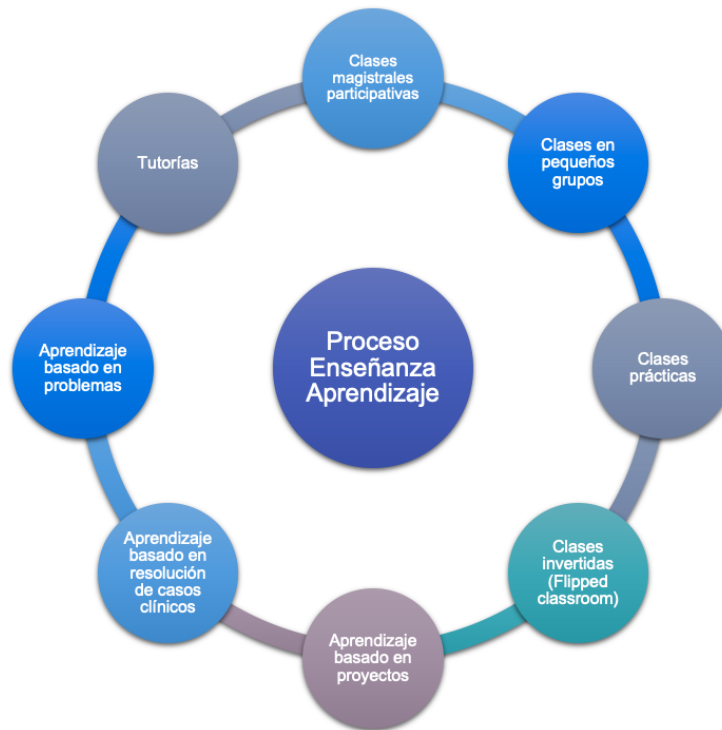 Clases
magistrales
participativas
Clases en
pequeños
grupos
Clases
prácticas
Clases
invertidas
(Flipped
classroom)
Aprendizaje
basado en
proyectos
Aprendizaje
basado en
resolución
de casos
clínicos
Aprendizaje
basado en
problemas
Tutorías
Proceso
Enseñanza
Aprendizaje